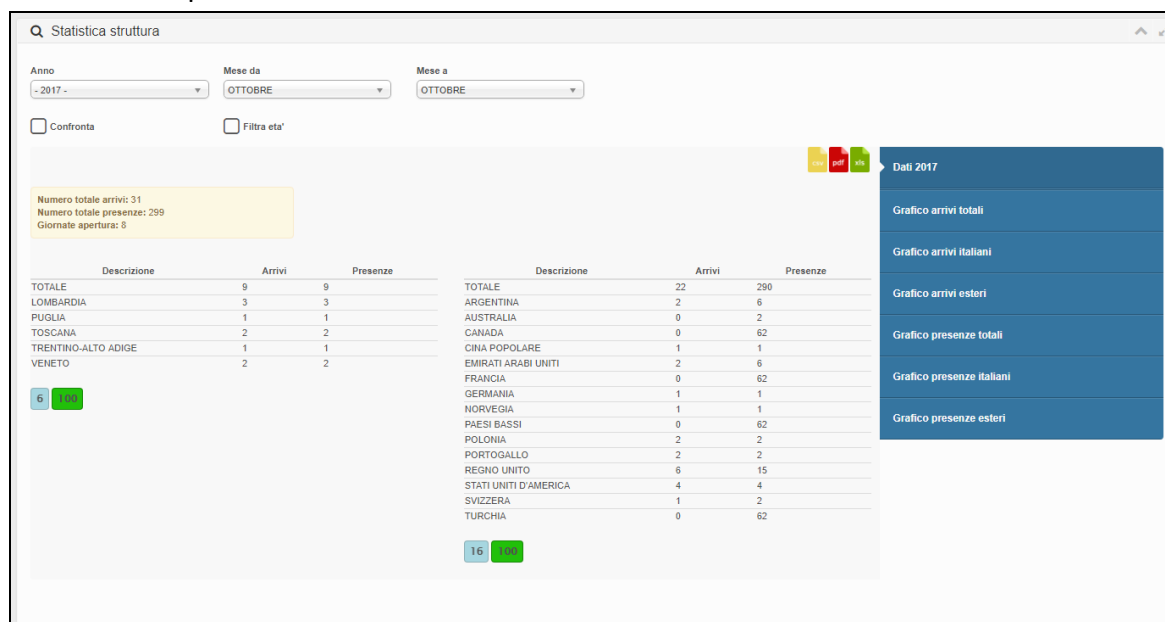 Statistica struttura
Anno Mese da Mese a
- 2017 - OTTOBRE OTTOBRE
Confronta Filtra eta'
csv pdf xls
Numero totale arrivi: 31
Numero totale presenze: 299
Giornate apertura: 8
Descrizione Arrivi Presenze
TOTALE 9 9
LOMBARDIA 3 3
PUGLIA 1 1
TOSCANA 2 2
TRENTINO-ALTO ADIGE 1 1
VENETO 2 2
6 100
Descrizione Arrivi Presenze
TOTALE 22 290
ARGENTINA 2 6
AUSTRALIA 0 2
CANADA 0 62
CINA POPOLARE 1 1
EMIRATI ARABI UNITI 2 6
FRANCIA 0 62
GERMANIA 1 1
NORVEGIA 1 1
PAESI BASSI 0 62
POLONIA 2 2
PORTOGALLO 2 2
REGNO UNITO 6 15
STATI UNITI D'AMERICA 4 4
SVIZZERA 1 2
TURCHIA 0 62
16 100
Dati 2017
Grafico arrivi totali
Grafico arrivi italiani
Grafico arrivi esteri
Grafico presenze totali
Grafico presenze italiani
Grafico presenze esteri